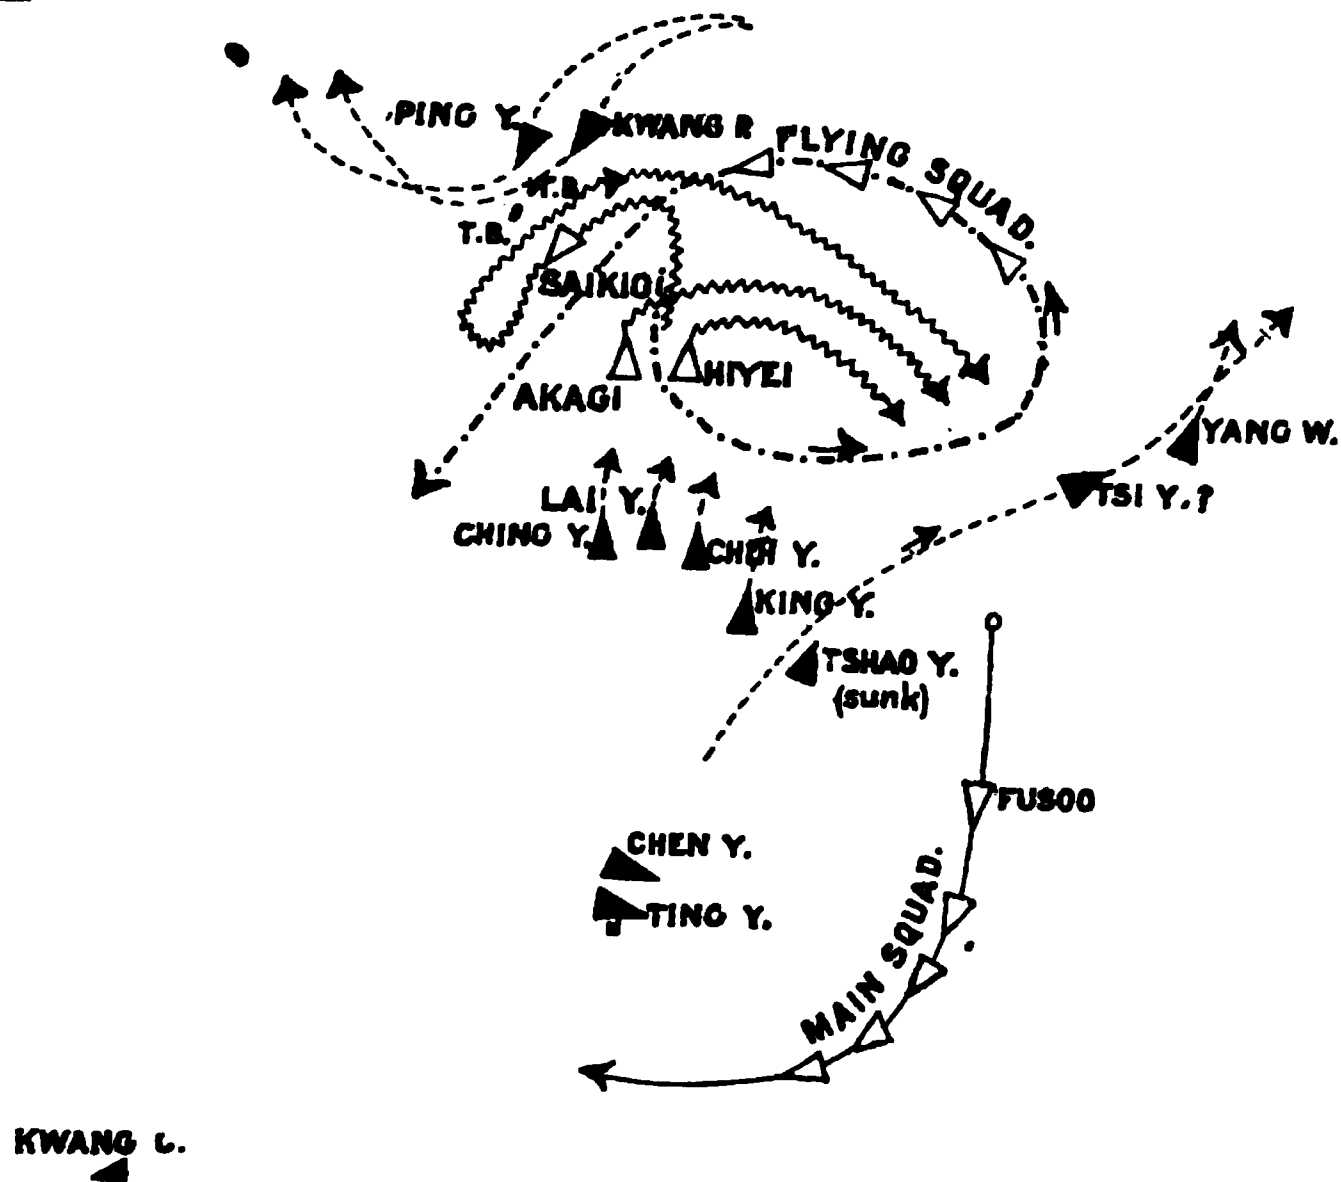 PING Y.
KWANG P.
FLYING SQUAD.
T.B.
T.B.
SAIKIO
AKAGI
HIYEI
YANG W.
TSI Y.?
LAI Y.
CHING Y.
CHIH Y.
KING Y.
TSHAO Y.
(sunk)
FUSOO
CHEN Y.
TING Y.
MAIN SQUAD.
KWANG